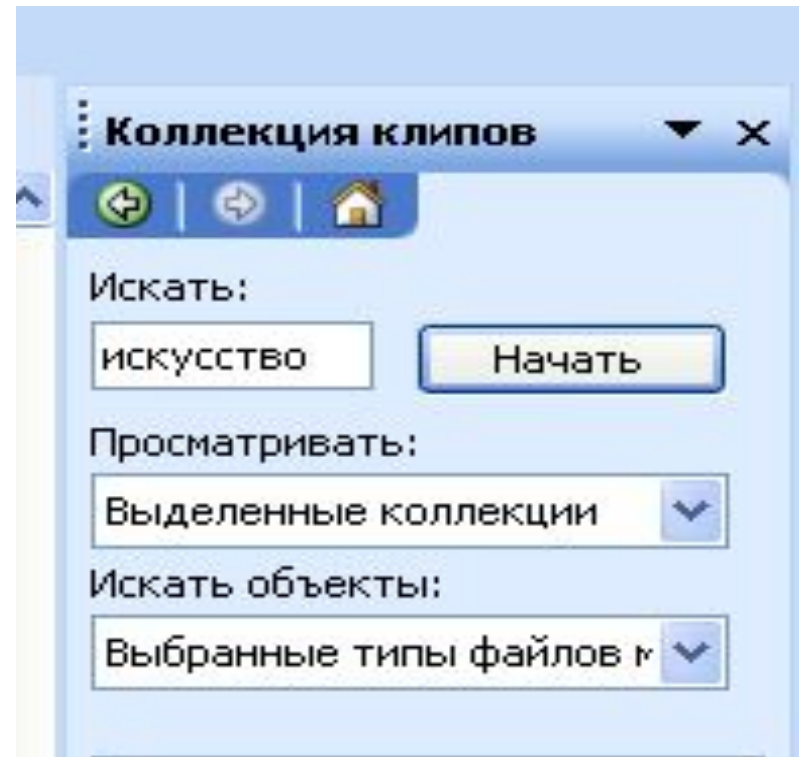 Коллекция клипов
Искать:
искусство Начать
Просматривать:
Выделенные коллекции
Искать объекты:
Выбранные типы файлов м